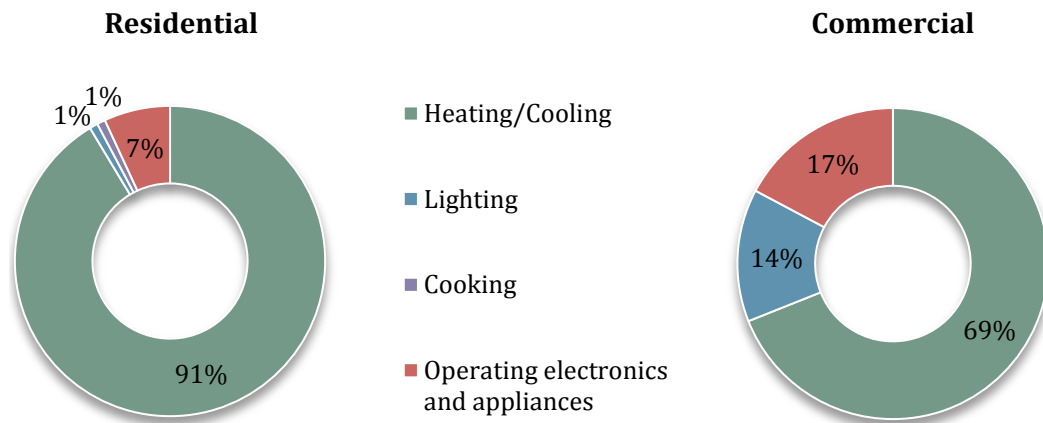 Residential
Commercial
1%
1%
7%
91%
Heating/Cooling
Lighting
Cooking
Operating electronics
and appliances
17%
14%
69%